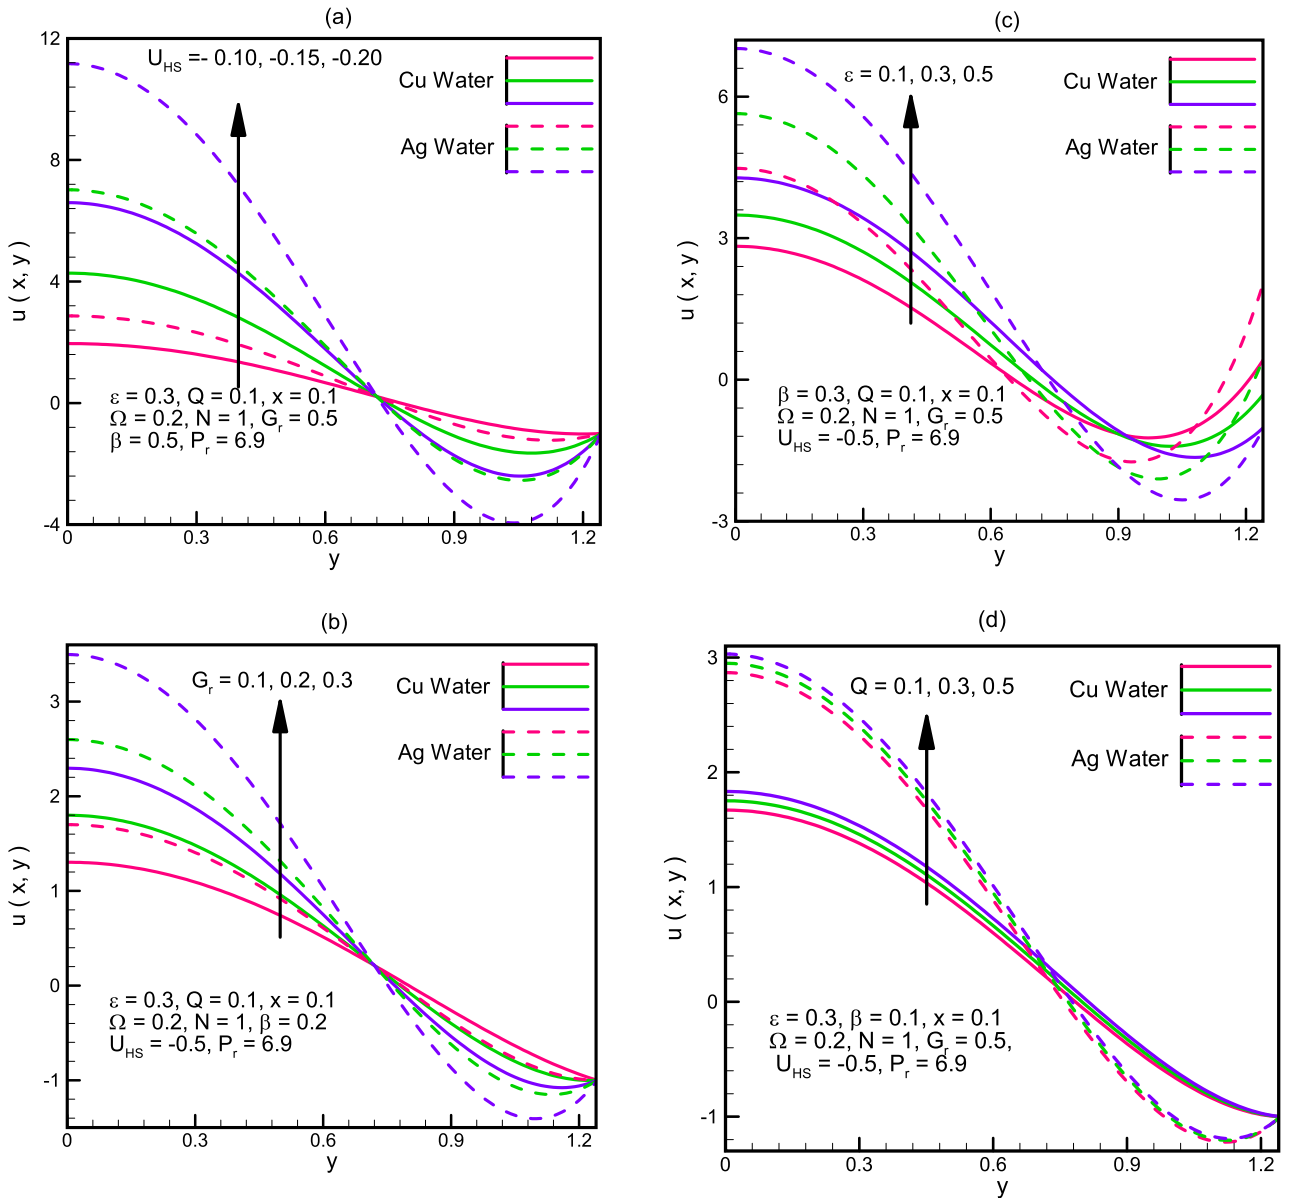 (a)
12
8
4
0
-4
0
0.3
0.6
0.9
1.2
u ( x, y )
y
U_HS =- 0.10, -0.15, -0.20
Cu Water
Ag Water
ε = 0.3, Q = 0.1, x = 0.1
Ω = 0.2, N = 1, G_r = 0.5
β = 0.5, P_r = 6.9
(c)
6
3
0
-3
0
0.3
0.6
0.9
1.2
u ( x, y )
y
ε = 0.1, 0.3, 0.5
Cu Water
Ag Water
β = 0.3, Q = 0.1, x = 0.1
Ω = 0.2, N = 1, G_r = 0.5
U_HS = -0.5, P_r = 6.9
(b)
3
2
1
0
-1
0
0.3
0.6
0.9
1.2
u ( x, y )
y
G_r = 0.1, 0.2, 0.3
Cu Water
Ag Water
ε = 0.3, Q = 0.1, x = 0.1
Ω = 0.2, N = 1, β = 0.2
U_HS = -0.5, P_r = 6.9
(d)
3
2
1
0
-1
0
0.3
0.6
0.9
1.2
u ( x, y )
y
Q = 0.1, 0.3, 0.5
Cu Water
Ag Water
ε = 0.3, β = 0.1, x = 0.1
Ω = 0.2, N = 1, G_r = 0.5,
U_HS = -0.5, P_r = 6.9